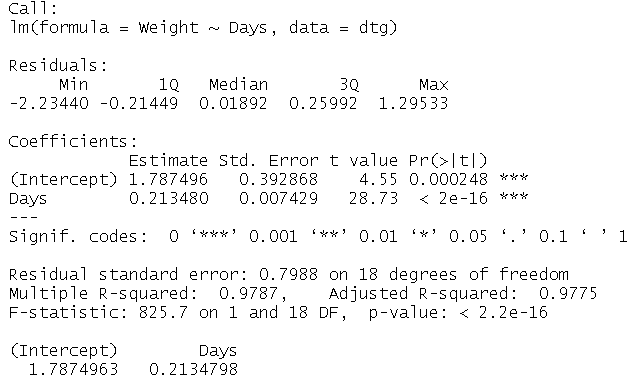 Call:
lm(formula = Weight ~ Days, data = dtg)
Residuals:
Min 1Q Median 3Q Max
-2.23440 -0.21449 0.01892 0.25992 1.29533
Coefficients:
Estimate Std. Error t value Pr(>|t|)
(Intercept) 1.787496 0.392868 4.55 0.000248 ***
Days 0.213480 0.007429 28.73 < 2e-16 ***
---
Signif. codes: 0 ‘***’ 0.001 ‘**’ 0.01 ‘*’ 0.05 ‘.’ 0.1 ‘ ’ 1
Residual standard error: 0.7988 on 18 degrees of freedom
Multiple R-squared: 0.9787, Adjusted R-squared: 0.9775
F-statistic: 825.7 on 1 and 18 DF, p-value: < 2.2e-16
(Intercept) Days
1.7874963 0.2134798